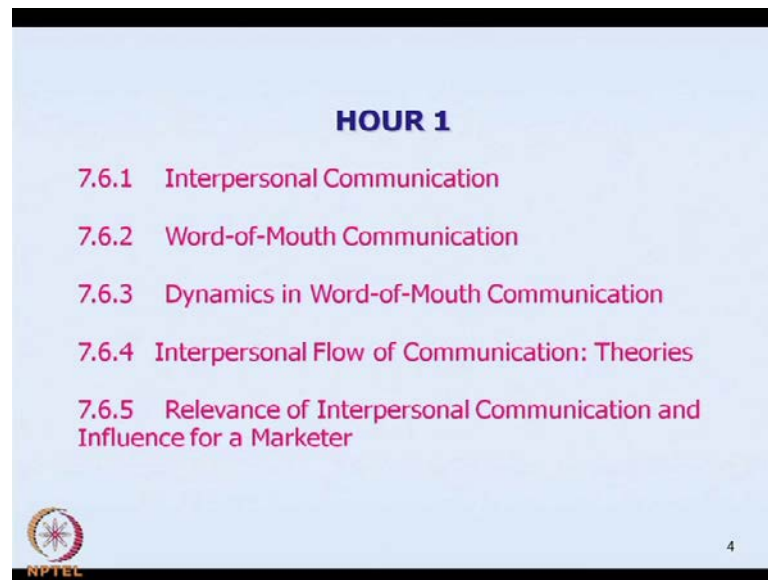 HOUR 1
7.6.1 Interpersonal Communication
7.6.2 Word-of-Mouth Communication
7.6.3 Dynamics in Word-of-Mouth Communication
7.6.4 Interpersonal Flow of Communication: Theories
7.6.5 Relevance of Interpersonal Communication and
Influence for a Marketer
NPTEL
4